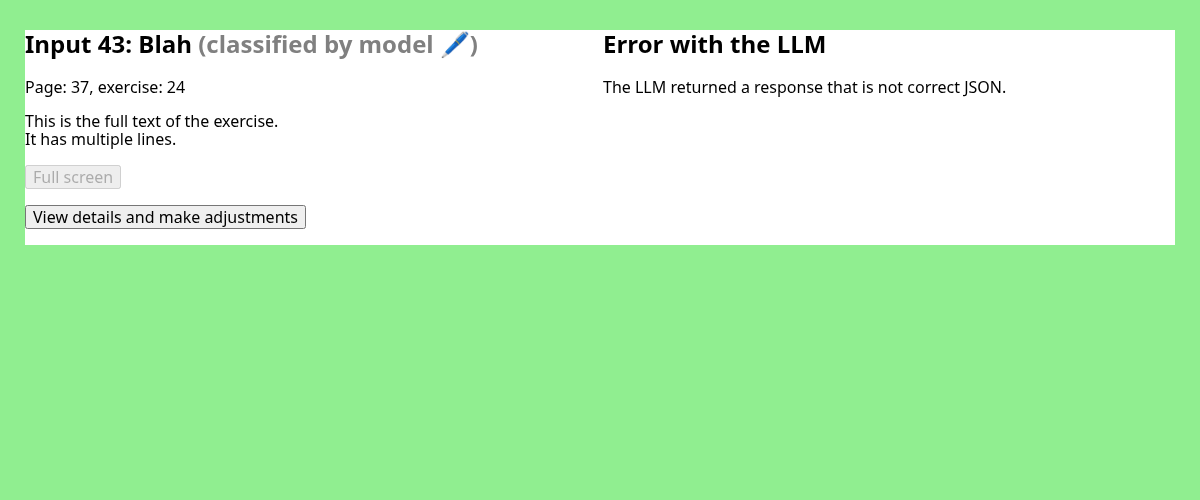 Input 43: Blah (classified by model 🖊️)
Page: 37, exercise: 24
This is the full text of the exercise.
It has multiple lines.
Full screen
View details and make adjustments
Error with the LLM
The LLM returned a response that is not correct JSON.